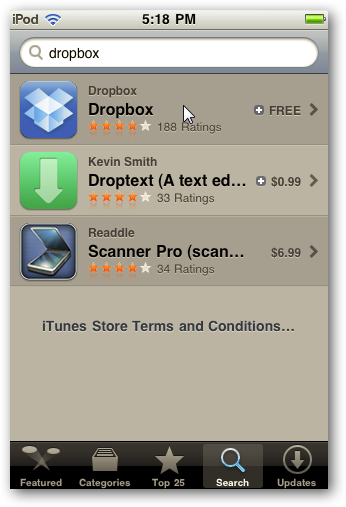 iPod 5:18 PM
dropbox
Dropbox
Dropbox FREE
188 Ratings
Kevin Smith
Droptext (A text ed... $0.99
33 Ratings
Readdle
Scanner Pro (scan... $6.99
34 Ratings
iTunes Store Terms and Conditions...
Featured Categories Top 25 Search Updates